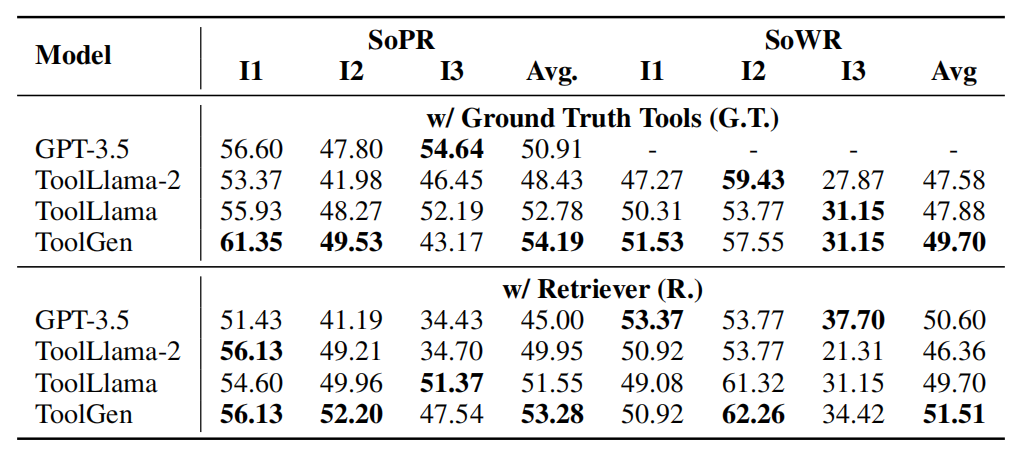 Model SoPR SoWR
I1 I2 I3 Avg. I1 I2 I3 Avg
w/ Ground Truth Tools (G.T.)
GPT-3.5 56.60 47.80 54.64 50.91 - - - -
ToolLlama-2 53.37 41.98 46.45 48.43 47.27 59.43 27.87 47.58
ToolLlama 55.93 48.27 52.19 52.78 50.31 53.77 31.15 47.88
ToolGen 61.35 49.53 43.17 54.19 51.53 57.55 31.15 49.70
w/ Retriever (R.)
GPT-3.5 51.43 41.19 34.43 45.00 53.37 53.77 37.70 50.60
ToolLlama-2 56.13 49.21 34.70 49.95 50.92 53.77 21.31 46.36
ToolLlama 54.60 49.96 51.37 51.55 49.08 61.32 31.15 49.70
ToolGen 56.13 52.20 47.54 53.28 50.92 62.26 34.42 51.51